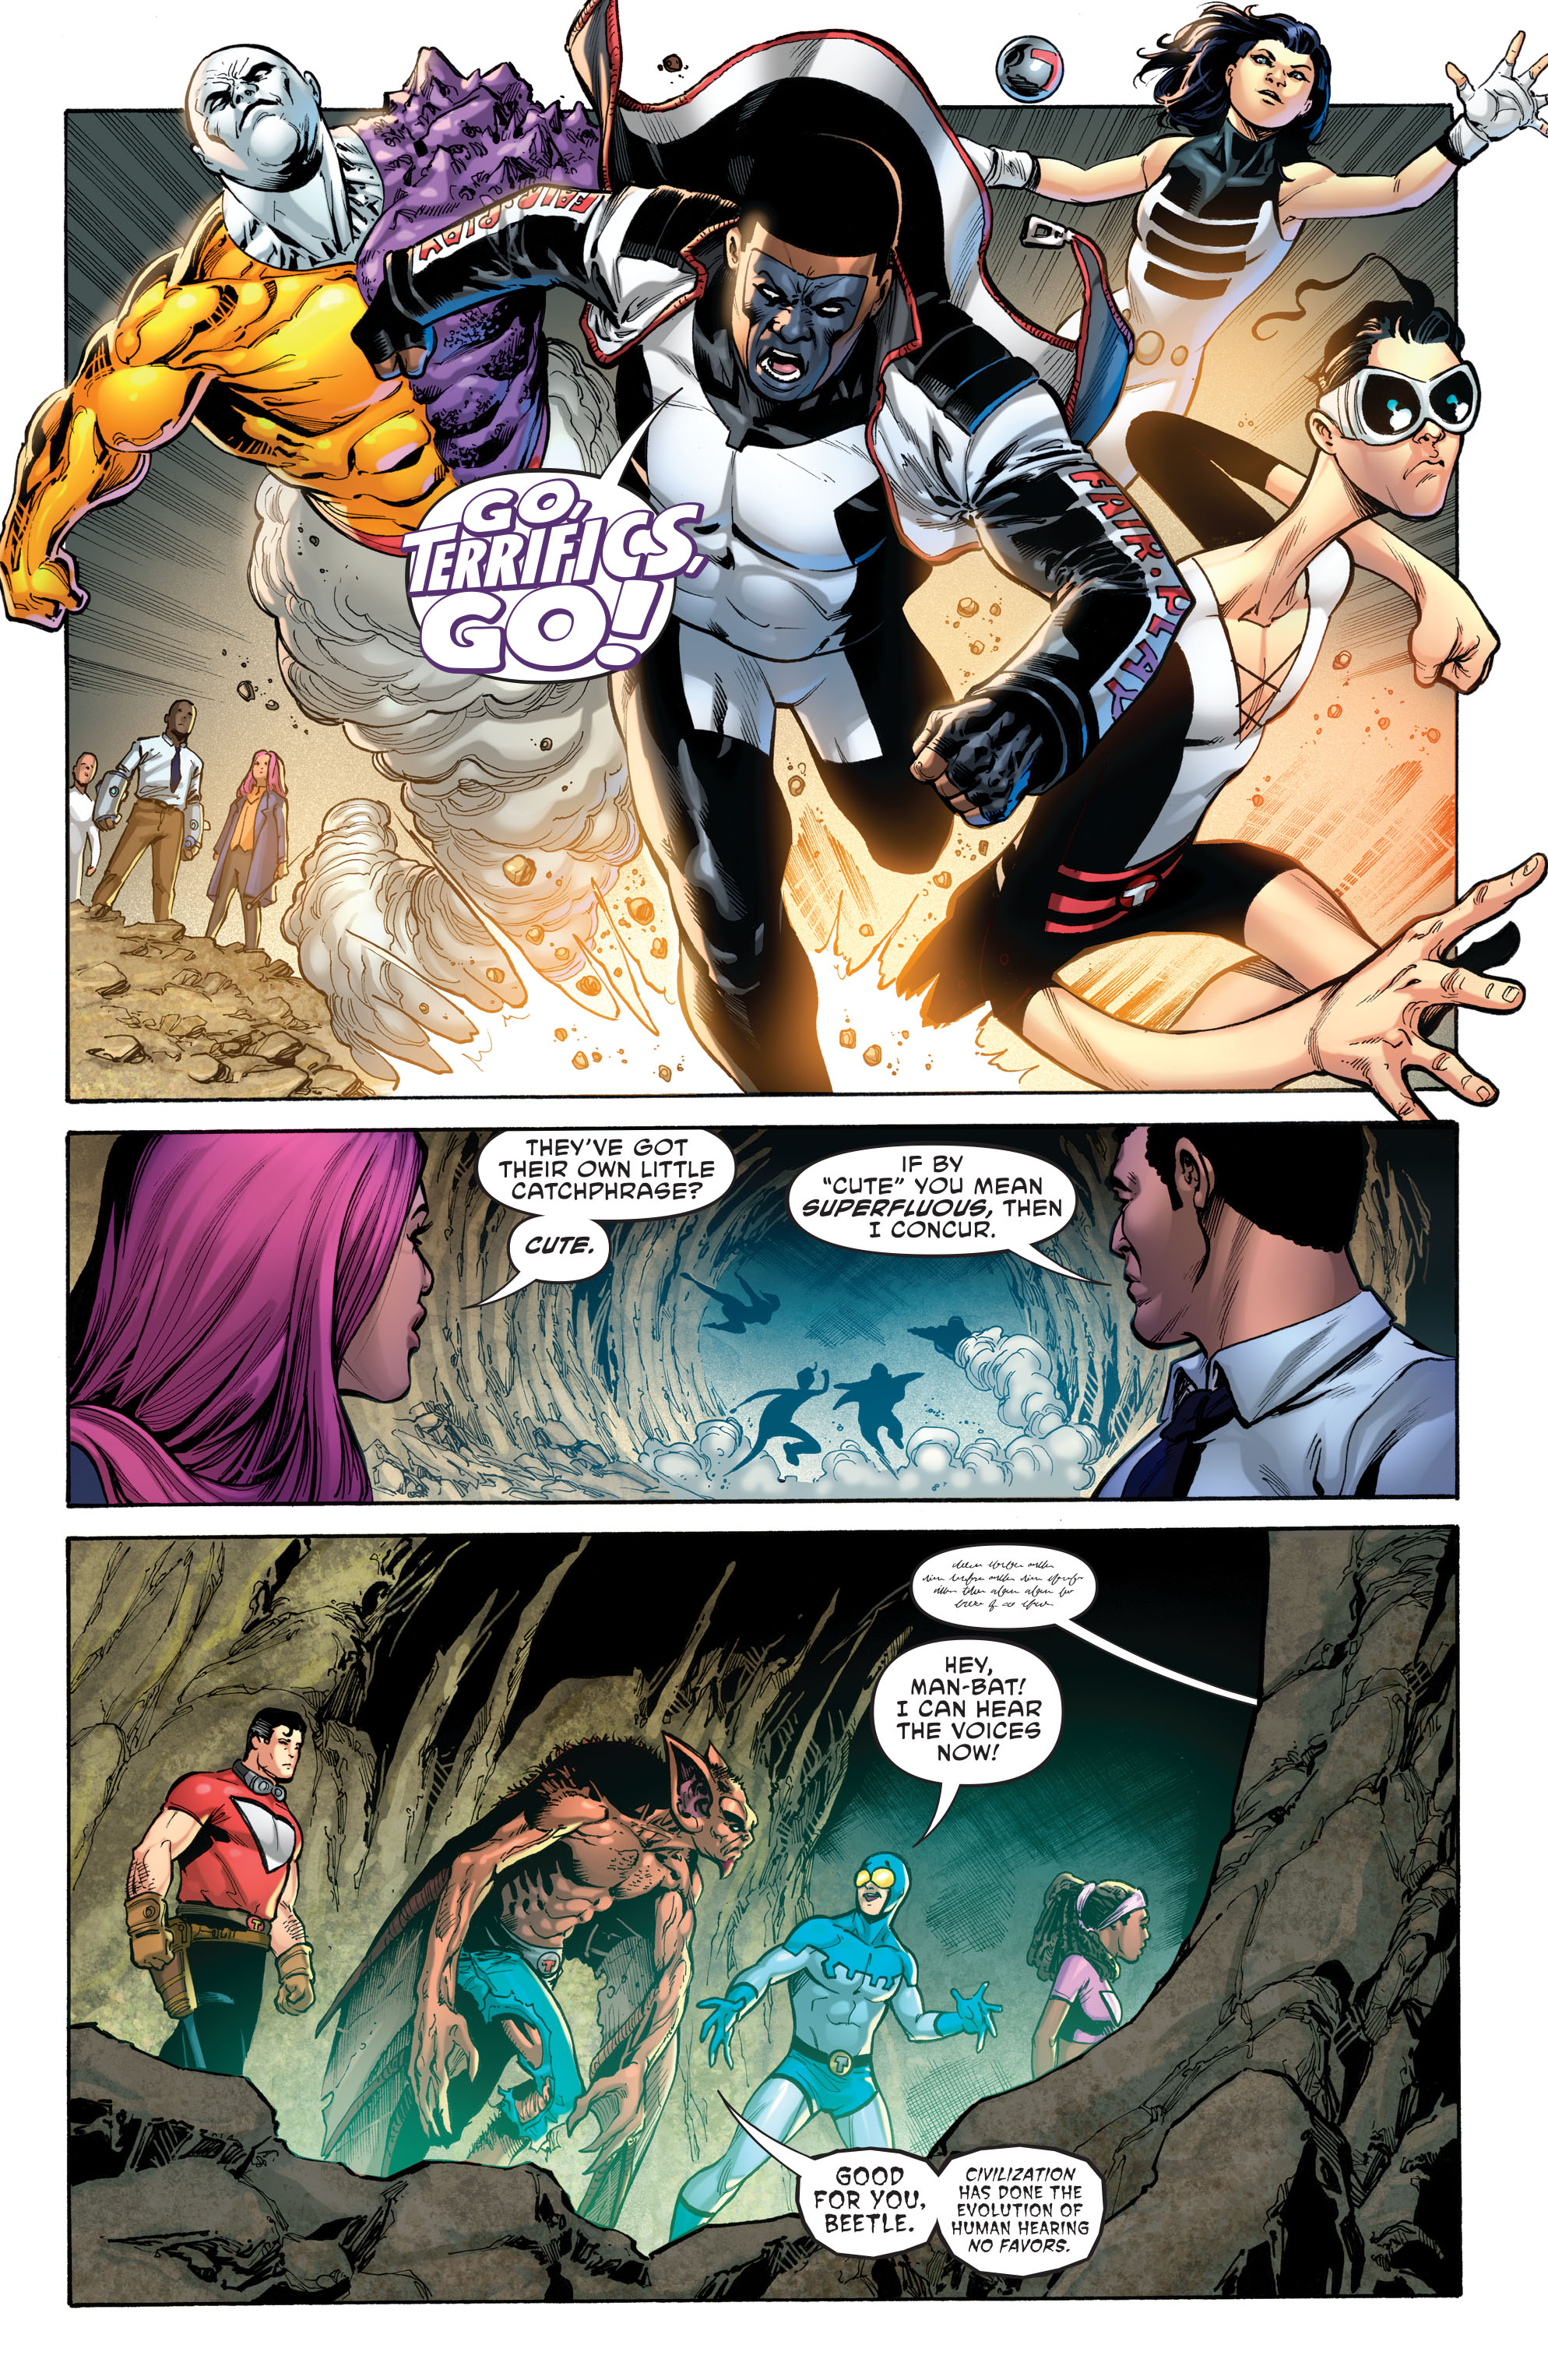 FAIR PLAY
FAIR PLAY
GO,
TERRIFICS,
GO!
T
THEY'VE GOT
THEIR OWN LITTLE
CATCHPHRASE?
CUTE.
IF BY
"CUTE" YOU MEAN
SUPERFLUOUS, THEN
I CONCUR.
HEY,
MAN-BAT!
I CAN HEAR
THE VOICES
NOW!
T
T
T
GOOD
FOR YOU,
BEETLE.
CIVILIZATION
HAS DONE THE
EVOLUTION OF
HUMAN HEARING
NO FAVORS.